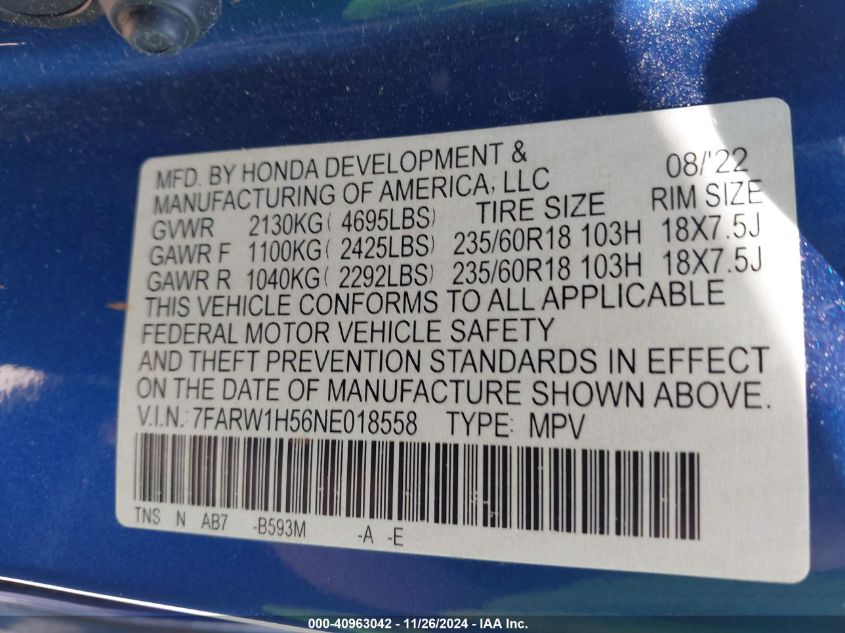 MFD. BY HONDA DEVELOPMENT & 08/'22
MANUFACTURING OF AMERICA, LLC
GVWR 2130KG( 4695LBS) TIRE SIZE RIM SIZE
GAWR F 1100KG( 2425LBS) 235/60R18 103H 18X7.5J
GAWR R 1040KG( 2292LBS) 235/60R18 103H 18X7.5J
THIS VEHICLE CONFORMS TO ALL APPLICABLE
FEDERAL MOTOR VEHICLE SAFETY
AND THEFT PREVENTION STANDARDS IN EFFECT
ON THE DATE OF MANUFACTURE SHOWN ABOVE.
V.I.N.: 7FARW1H56NE018558 TYPE: MPV
TNS N AB7 -B593M -A -E
000-40963042 - 11/26/2024 - IAA Inc.